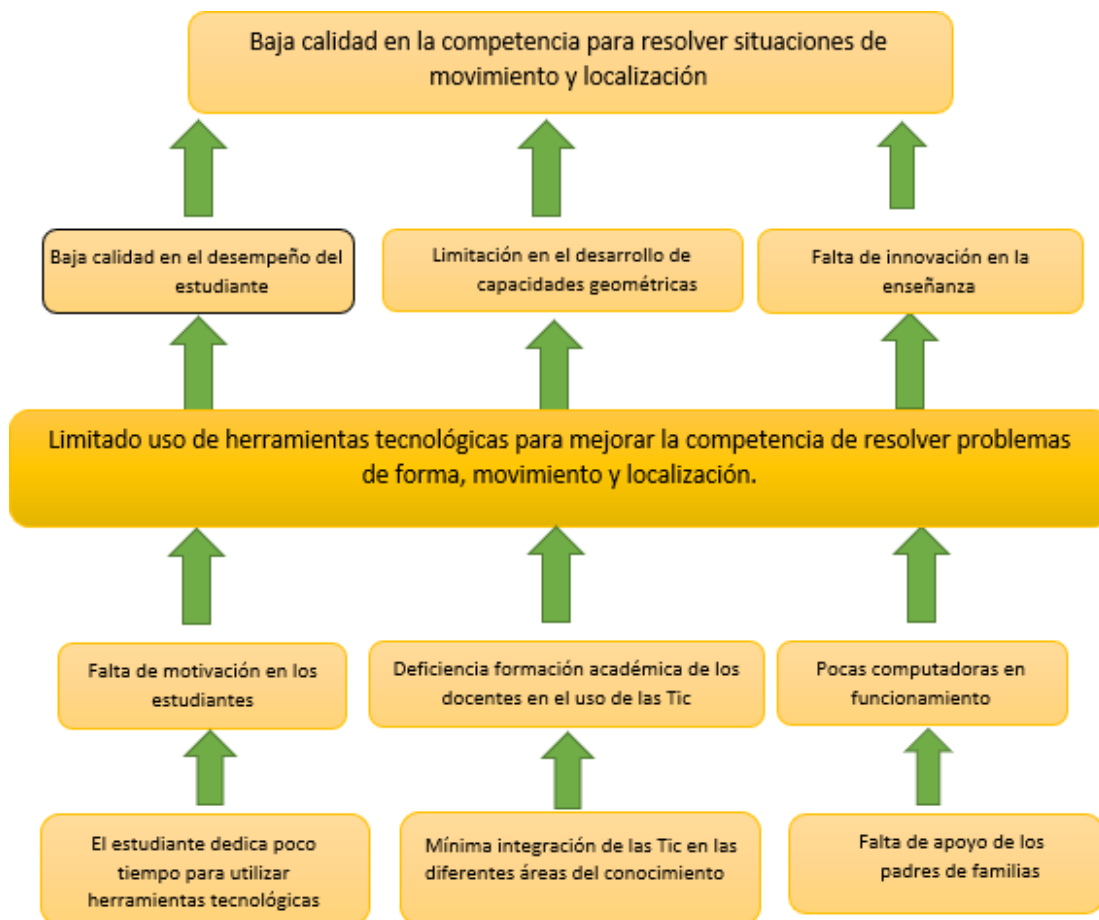 Baja calidad en la competencia para resolver situaciones de
movimiento y localización
Baja calidad en el desempeño del
estudiante
Limitación en el desarrollo de
capacidades geométricas
Falta de innovación en la
enseñanza
Limitado uso de herramientas tecnológicas para mejorar la competencia de resolver problemas
de forma, movimiento y localización.
Falta de motivación en los
estudiantes
Deficiencia formación académica de los
docentes en el uso de las Tic
Pocas computadoras en
funcionamiento
El estudiante dedica poco
tiempo para utilizar
herramientas tecnológicas
Mínima integración de las Tic en las
diferentes áreas del conocimiento
Falta de apoyo de los
padres de familias